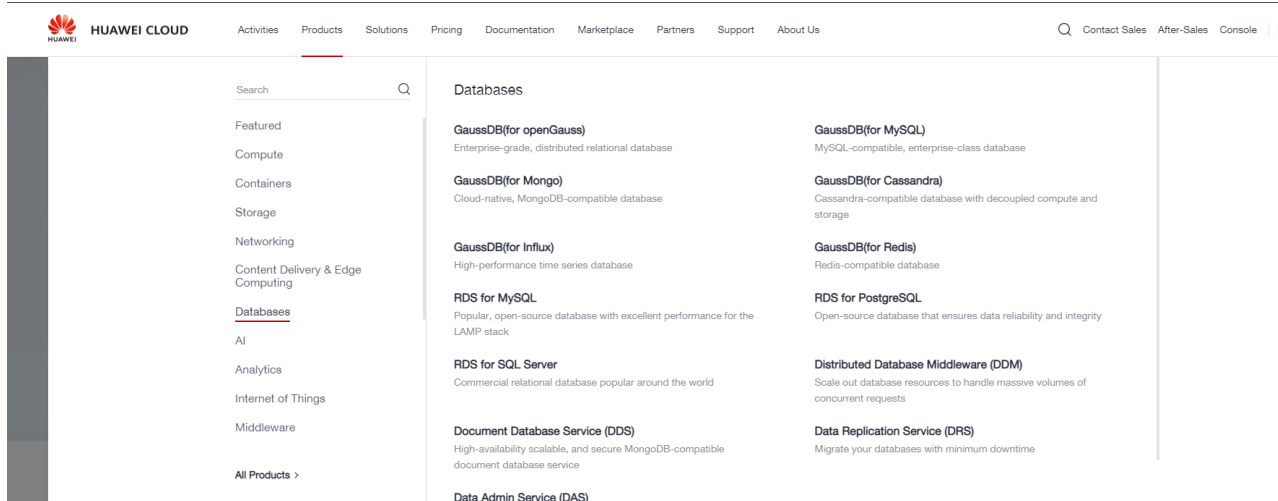 HUAWEI
HUAWEI CLOUD
Activities
Products
Solutions
Pricing
Documentation
Marketplace
Partners
Support
About Us
Contact Sales
After-Sales
Console
Search
Featured
Compute
Containers
Storage
Networking
Content Delivery & Edge
Computing
Databases
AI
Analytics
Internet of Things
Middleware
All Products >
Databases
GaussDB(for openGauss)
Enterprise-grade, distributed relational database
GaussDB(for MySQL)
MySQL-compatible, enterprise-class database
GaussDB(for Mongo)
Cloud-native, MongoDB-compatible database
GaussDB(for Cassandra)
Cassandra-compatible database with decoupled compute and
storage
GaussDB(for Influx)
High-performance time series database
GaussDB(for Redis)
Redis-compatible database
RDS for MySQL
Popular, open-source database with excellent performance for the
LAMP stack
RDS for PostgreSQL
Open-source database that ensures data reliability and integrity
RDS for SQL Server
Commercial relational database popular around the world
Distributed Database Middleware (DDM)
Scale out database resources to handle massive volumes of
concurrent requests
Document Database Service (DDS)
High-availability scalable, and secure MongoDB-compatible
document database service
Data Replication Service (DRS)
Migrate your databases with minimum downtime
Data Admin Service (DAS)